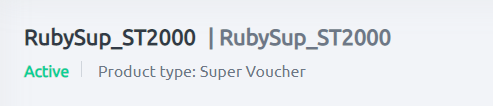 RubySup_ST2000 | RubySup_ST2000
Active | Product type: Super Voucher